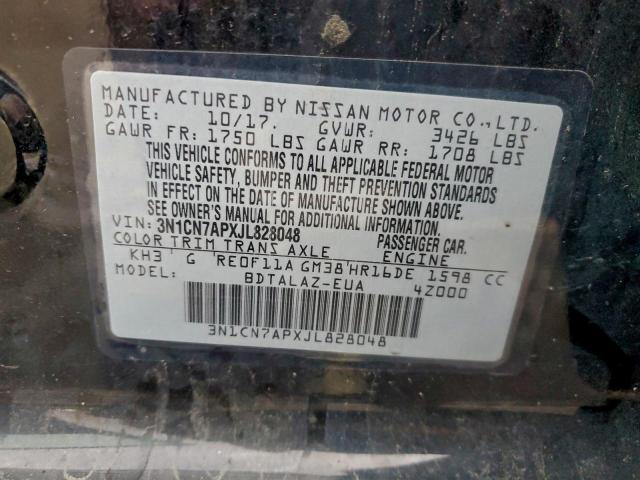 MANUFACTURED BY NISSAN MOTOR CO., LTD.
DATE: 10/17. GVWR: 3426 LBS
GAWR FR: 1750 LBS GAWR RR: 1708 LBS
THIS VEHICLE CONFORMS TO ALL APPLICABLE FEDERAL MOTOR
VEHICLE SAFETY, BUMPER AND THEFT PREVENTION STANDARDS
IN EFFECT ON THE DATE OF MANUFACTURE SHOWN ABOVE.
SEE OWNER'S MANUAL FOR ADDITIONAL INFORMATION.
VIN: 3N1CN7APXJL828048 PASSENGER CAR.
COLOR TRIM TRANS AXLE ENGINE
KH3 G RE0F11A GM38 HR16DE 1598 CC
MODEL: BDTALAZ-EUA 4Z000
3N1CN7APXJL828048